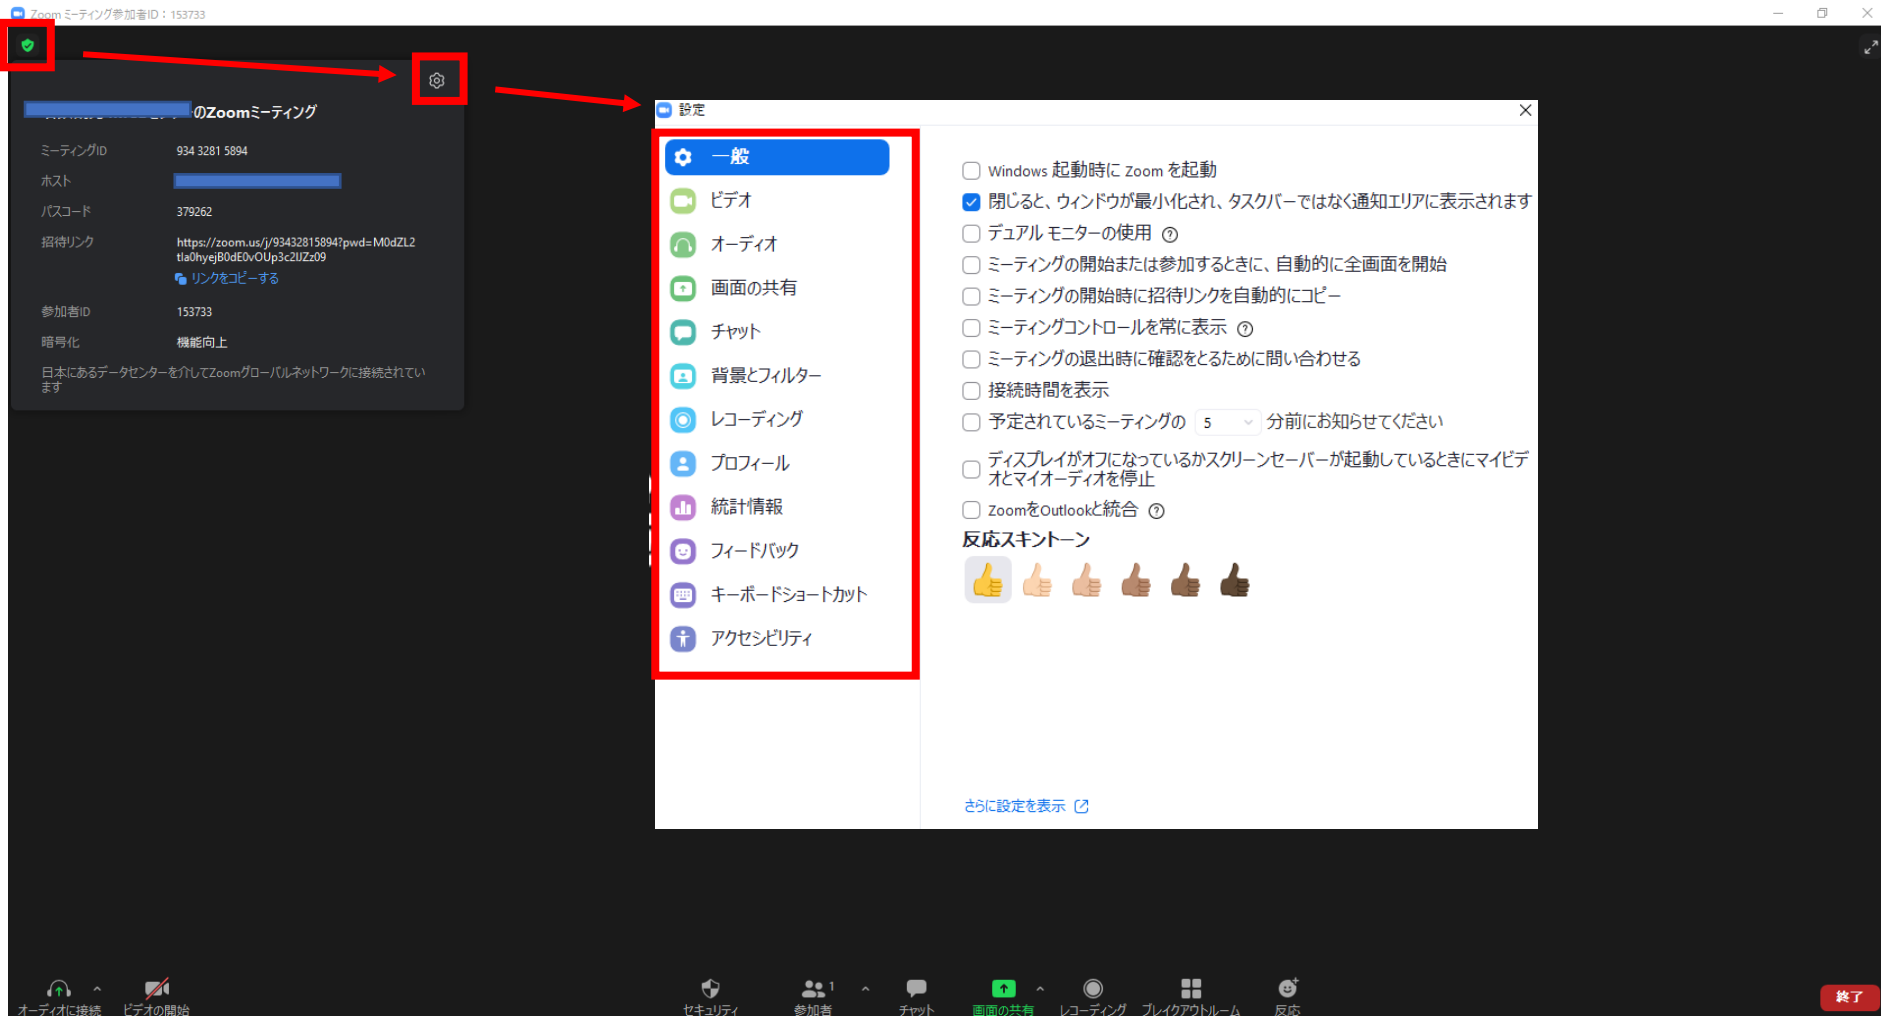 Zoom ミーティング参加者ID：153733
のZoomミーティング
ミーティングID 934 3281 5894
ホスト
パスコード 379262
招待リンク https://zoom.us/j/93432815894?pwd=M0dZL2
tla0hyejB0dE0vOUp3c2lJZz09
リンクをコピーする
参加者ID 153733
暗号化 機能向上
日本にあるデータセンターを介してZoomグローバルネットワークに接続されてい
ます
設定
一般
ビデオ
オーディオ
画面の共有
チャット
背景とフィルター
レコーディング
プロフィール
統計情報
フィードバック
キーボードショートカット
アクセシビリティ
Windows 起動時に Zoom を起動
閉じると、ウィンドウが最小化され、タスクバーではなく通知エリアに表示されます
デュアル モニターの使用
ミーティングの開始または参加するときに、自動的に全画面を開始
ミーティングの開始時に招待リンクを自動的にコピー
ミーティングコントロールを常に表示
ミーティングの退出時に確認をとるために問い合わせる
接続時間を表示
予定されているミーティングの 5 分前にお知らせてください
ディスプレイがオフになっているかスクリーンセーバーが起動しているときにマイビデ
オとマイオーディオを停止
ZoomをOutlookと統合
反応スキントーン
さらに設定を表示
オーディオに接続
ビデオの開始
セキュリティ
1
参加者
チャット
画面の共有
レコーディング
ブレイクアウトルーム
反応
終了